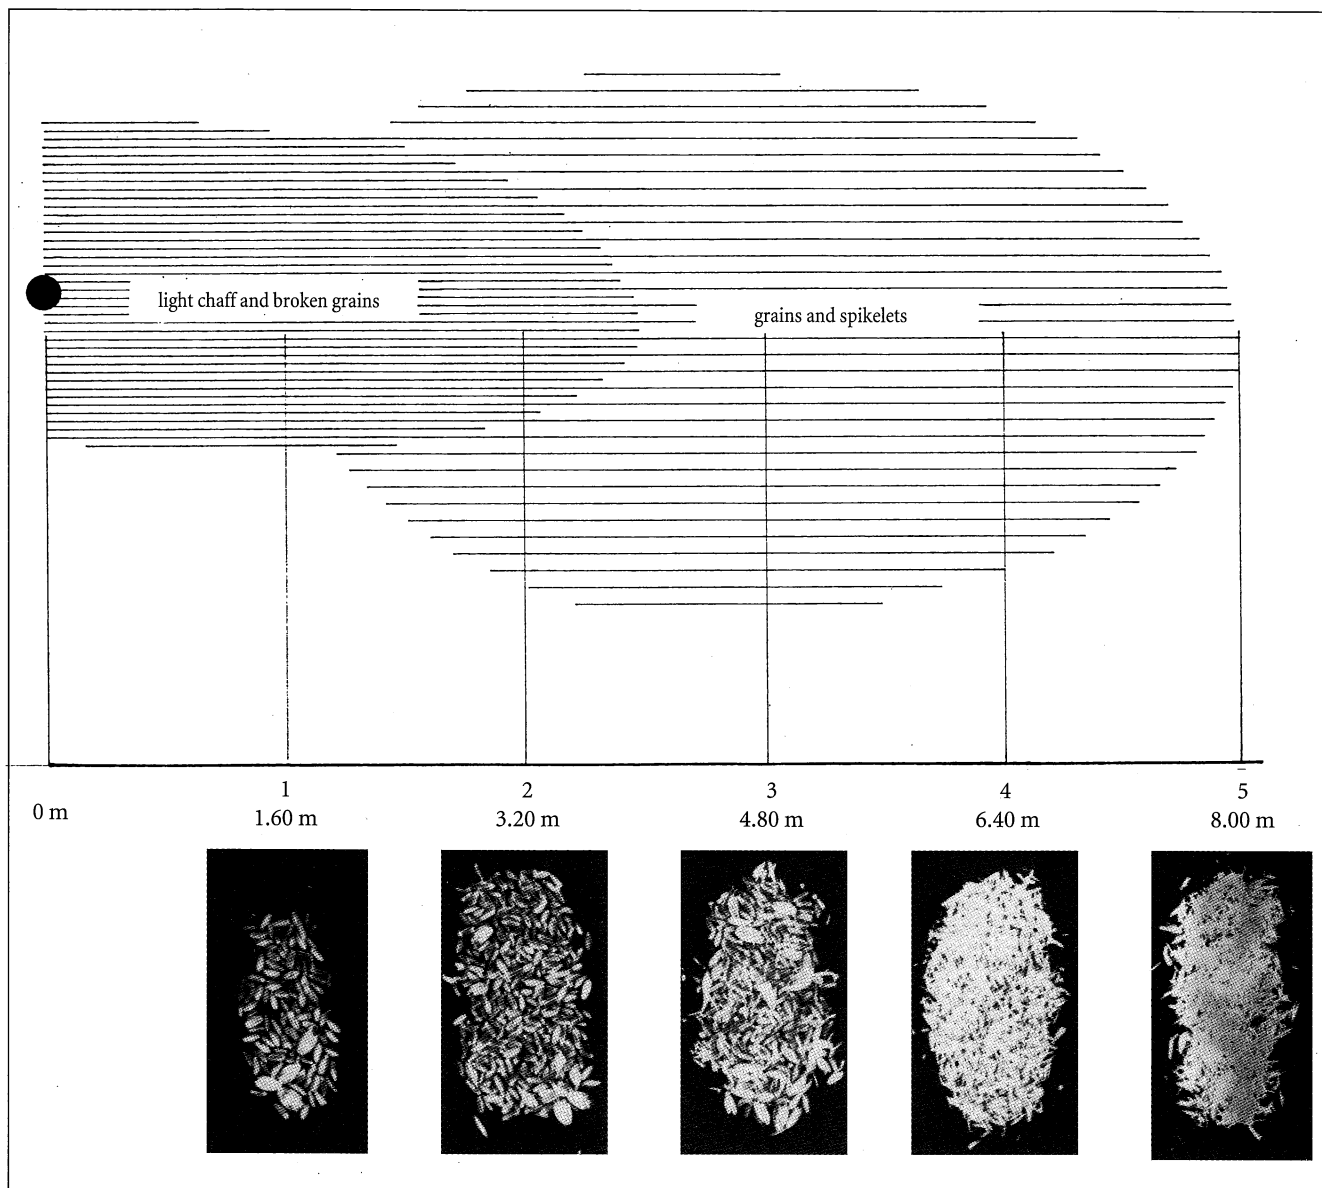 light chaff and broken grains
grains and spikelets
0 m
1
2
3
4
5
1.60 m
3.20 m
4.80 m
6.40 m
8.00 m